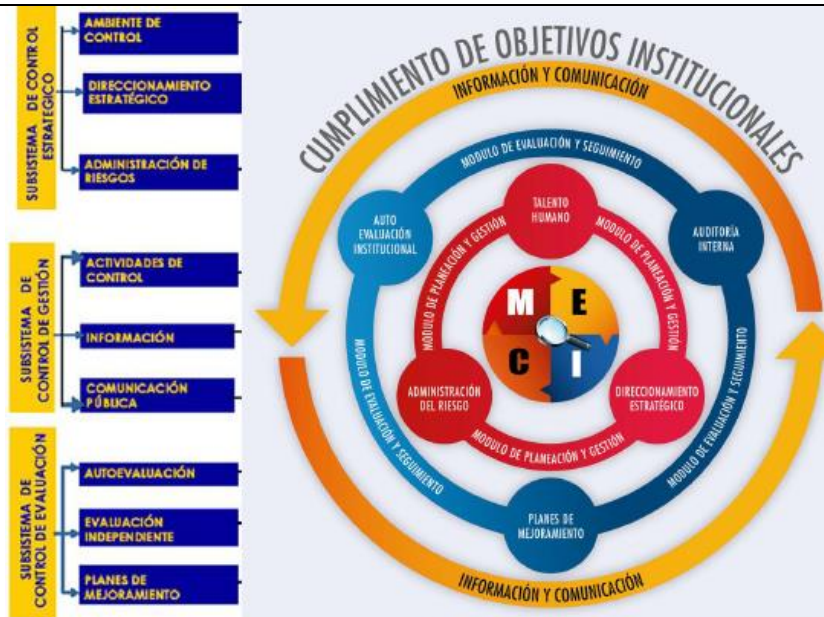 SUBSISTEMA DE CONTROL
ESTRATEGICO
AMBIENTE DE
CONTROL
DIRECCIONAMIENTO
ESTRATÉGICO
ADMINISTRACIÓN DE
RIESGOS
SUBSISTEMA DE
CONTROL DE GESTIÓN
ACTIVIDADES DE
CONTROL
INFORMACIÓN
COMUNICACIÓN
PÚBLICA
SUBSISTEMA DE
CONTROL DE EVALUACIÓN
AUTOEVALUACIÓN
EVALUACIÓN
INDEPENDIENTE
PLANES DE
MEJORAMIENTO
CUMPLIMIENTO DE OBJETIVOS INSTITUCIONALES
INFORMACIÓN Y COMUNICACIÓN
MODULO DE EVALUACIÓN Y SEGUIMIENTO
TALENTO
HUMANO
AUTO
EVALUACIÓN
INSTITUCIONAL
AUDITORÍA
INTERNA
MODULO DE PLANEACIÓN Y GESTIÓN
MODULO DE PLANEACIÓN Y GESTIÓN
M E
C I
ADMINISTRACIÓN
DEL RIESGO
DIRECCIONAMIENTO
ESTRATÉGICO
MODULO DE PLANEACIÓN Y GESTIÓN
MODULO DE EVALUACIÓN Y SEGUIMIENTO
MODULO DE EVALUACIÓN Y SEGUIMIENTO
PLANES DE
MEJORAMIENTO
INFORMACIÓN Y COMUNICACIÓN